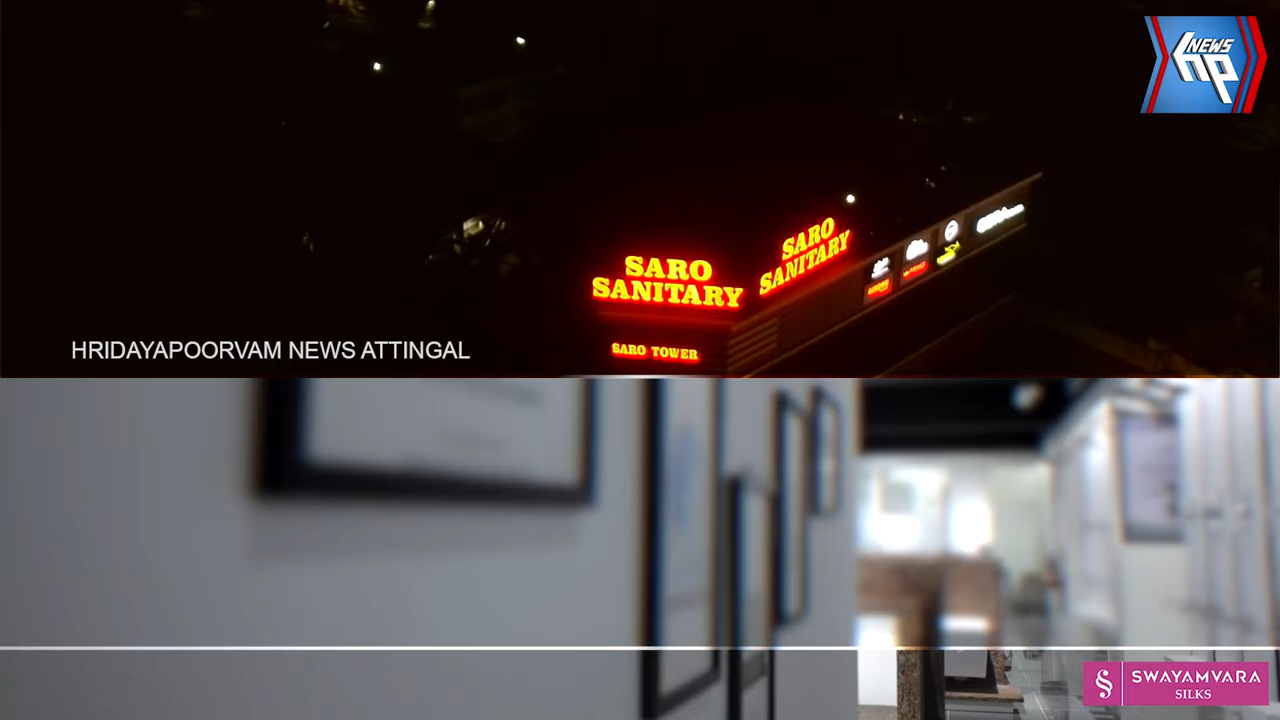 NEWS
hp
SARO
SANITARY
SARO
SANITARY
SARO TOWER
HRIDAYAPOORVAM NEWS ATTINGAL
SWAYAMVARA
SILKS